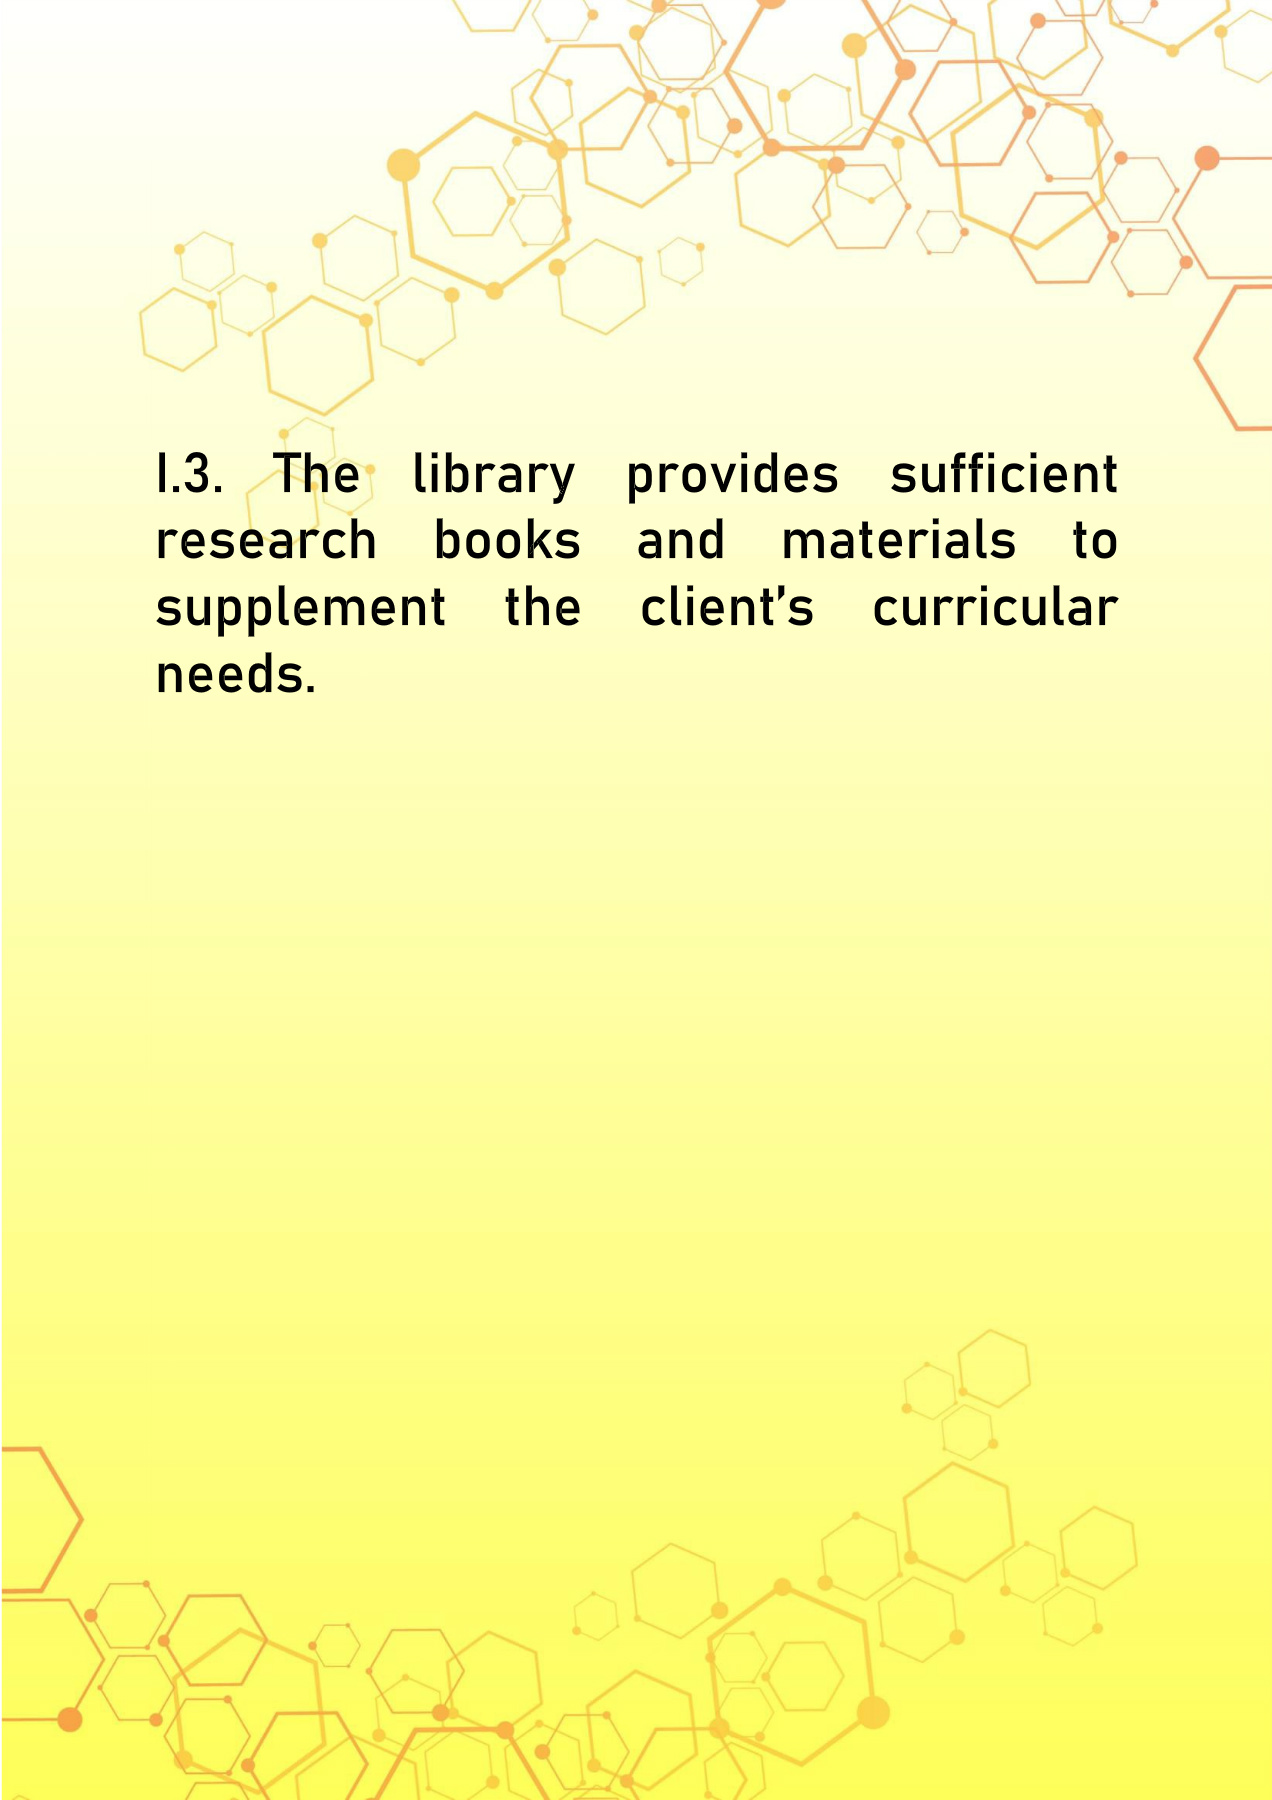 I.3. The library provides sufficient
research books and materials to
supplement the client’s curricular
needs.